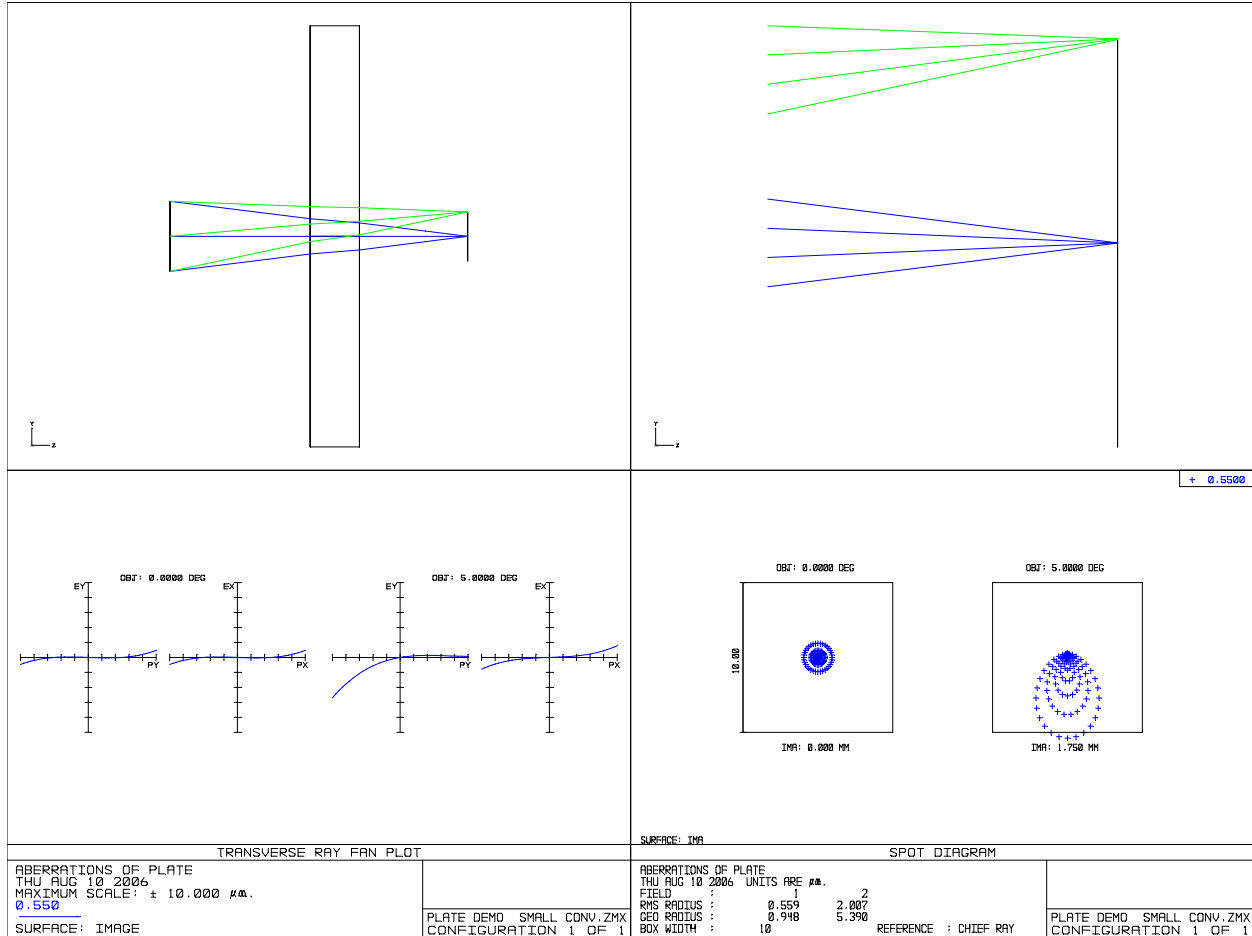 Y
Z
Y
Z
+ 0.5500
OBJ: 0.0000 DEG
EY
EX
PY
PX
OBJ: 5.0000 DEG
EY
EX
PY
PX
OBJ: 0.0000 DEG
OBJ: 5.0000 DEG
10.00
IMA: 0.000 MM
IMA: 1.750 MM
SURFACE: IMA
TRANSVERSE RAY FAN PLOT
ABERRATIONS OF PLATE
THU AUG 10 2006
MAXIMUM SCALE: ± 10.000 µm.
0.550
SURFACE: IMAGE
PLATE DEMO SMALL CONV.ZMX
CONFIGURATION 1 OF 1
SPOT DIAGRAM
ABERRATIONS OF PLATE
THU AUG 10 2006 UNITS ARE µm.
FIELD : 1 2
RMS RADIUS : 0.559 2.007
GEO RADIUS : 0.948 5.390
BOX WIDTH : 10 REFERENCE : CHIEF RAY
PLATE DEMO SMALL CONV.ZMX
CONFIGURATION 1 OF 1